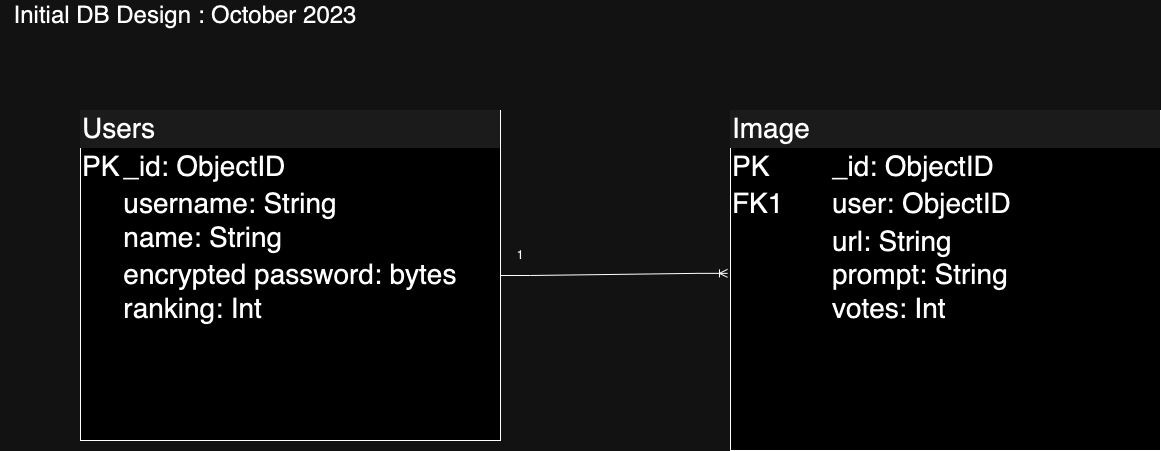 Initial DB Design : October 2023
Users
PK _id: ObjectID
username: String
name: String
encrypted password: bytes
ranking: Int
1
Image
PK _id: ObjectID
FK1 user: ObjectID
url: String
prompt: String
votes: Int